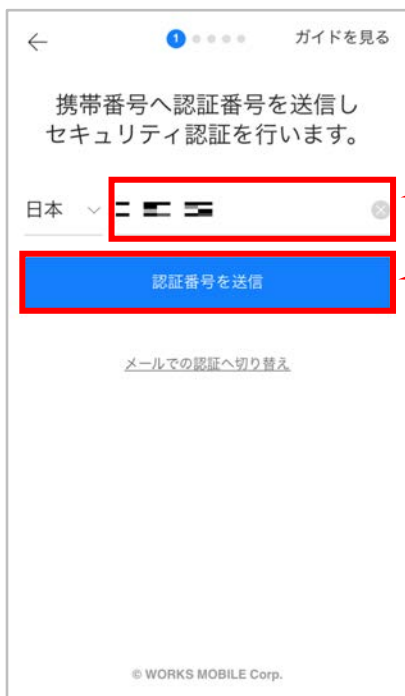 1 ガイドを見る
携帯番号へ認証番号を送信し
セキュリティ認証を行います。
日本
認証番号を送信
メールでの認証へ切り替え
© WORKS MOBILE Corp.